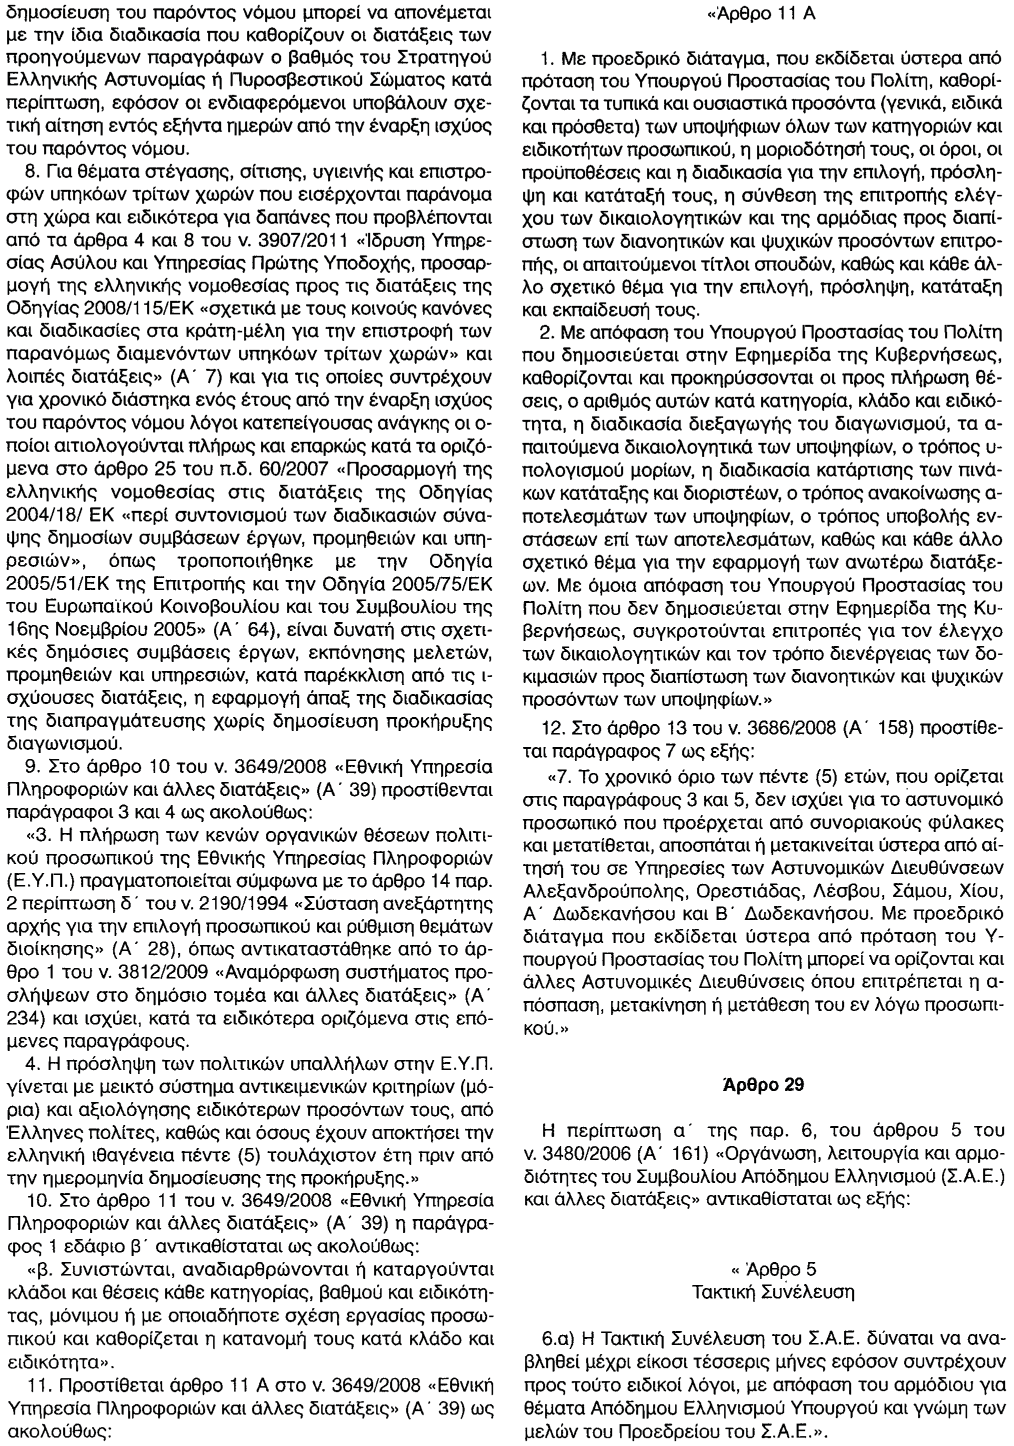 δημοσίευση του παρόντος νόμου μπορεί να απονέμεται
με την ίδια διαδικασία που καθορίζουν οι διατάξεις των
προηγούμενων παραγράφων ο βαθμός του Στρατηγού
Ελληνικής Αστυνομίας ή Πυροσβεστικού Σώματος κατά
περίπτωση, εφόσον οι ενδιαφερόμενοι υποβάλουν σχε-
τική αίτηση εντός εξήντα ημερών από την έναρξη ισχύος
του παρόντος νόμου.
8. Για θέματα στέγασης, σίτισης, υγιεινής και επιστρο-
φών υπηκόων τρίτων χωρών που εισέρχονται παράνομα
στη χώρα και ειδικότερα για δαπάνες που προβλέπονται
από τα άρθρα 4 και 8 του ν. 3907/2011 «Ίδρυση Υπηρε-
σίας Ασύλου και Υπηρεσίας Πρώτης Υποδοχής, προσαρ-
μογή της ελληνικής νομοθεσίας προς τις διατάξεις της
Οδηγίας 2008/115/ΕΚ «σχετικά με τους κοινούς κανόνες
και διαδικασίες στα κράτη-μέλη για την επιστροφή των
παρανόμως διαμενόντων υπηκόων τρίτων χωρών» και
λοιπές διατάξεις» (Α΄ 7) και για τις οποίες συντρέχουν
για χρονικό διάστηκα ενός έτους από την έναρξη ισχύος
του παρόντος νόμου λόγοι κατεπείγουσας ανάγκης οι ο-
ποίοι αιτιολογούνται πλήρως και επαρκώς κατά τα οριζό-
μενα στο άρθρο 25 του π.δ. 60/2007 «Προσαρμογή της
ελληνικής νομοθεσίας στις διατάξεις της Οδηγίας
2004/18/ ΕΚ «περί συντονισμού των διαδικασιών σύνα-
ψης δημοσίων συμβάσεων έργων, προμηθειών και υπη-
ρεσιών», όπως τροποποιήθηκε με την Οδηγία
2005/51/ΕΚ της Επιτροπής και την Οδηγία 2005/75/ΕΚ
του Ευρωπαϊκού Κοινοβουλίου και του Συμβουλίου της
16ης Νοεμβρίου 2005» (Α΄ 64), είναι δυνατή στις σχετι-
κές δημόσιες συμβάσεις έργων, εκπόνησης μελετών,
προμηθειών και υπηρεσιών, κατά παρέκκλιση από τις ι-
σχύουσες διατάξεις, η εφαρμογή άπαξ της διαδικασίας
της διαπραγμάτευσης χωρίς δημοσίευση προκήρυξης
διαγωνισμού.
9. Στο άρθρο 10 του ν. 3649/2008 «Εθνική Υπηρεσία
Πληροφοριών και άλλες διατάξεις» (Α΄ 39) προστίθενται
παράγραφοι 3 και 4 ως ακολούθως:
«3. Η πλήρωση των κενών οργανικών θέσεων πολιτι-
κού προσωπικού της Εθνικής Υπηρεσίας Πληροφοριών
(Ε.Υ.Π.) πραγματοποιείται σύμφωνα με το άρθρο 14 παρ.
2 περίπτωση δ΄ του ν. 2190/1994 «Σύσταση ανεξάρτητης
αρχής για την επιλογή προσωπικού και ρύθμιση θεμάτων
διοίκησης» (Α΄ 28), όπως αντικαταστάθηκε από το άρ-
θρο 1 του ν. 3812/2009 «Αναμόρφωση συστήματος προ-
σλήψεων στο δημόσιο τομέα και άλλες διατάξεις» (Α΄
234) και ισχύει, κατά τα ειδικότερα οριζόμενα στις επό-
μενες παραγράφους.
4. Η πρόσληψη των πολιτικών υπαλλήλων στην Ε.Υ.Π.
γίνεται με μεικτό σύστημα αντικειμενικών κριτηρίων (μό-
ρια) και αξιολόγησης ειδικότερων προσόντων τους, από
Έλληνες πολίτες, καθώς και όσους έχουν αποκτήσει την
ελληνική ιθαγένεια πέντε (5) τουλάχιστον έτη πριν από
την ημερομηνία δημοσίευσης της προκήρυξης.»
10. Στο άρθρο 11 του ν. 3649/2008 «Εθνική Υπηρεσία
Πληροφοριών και άλλες διατάξεις» (Α΄ 39) η παράγρα-
φος 1 εδάφιο β΄ αντικαθίσταται ως ακολούθως:
«β. Συνιστώνται, αναδιαρθρώνονται ή καταργούνται
κλάδοι και θέσεις κάθε κατηγορίας, βαθμού και ειδικότη-
τας, μόνιμου ή με οποιαδήποτε σχέση εργασίας προσω-
πικού και καθορίζεται η κατανομή τους κατά κλάδο και
ειδικότητα».
11. Προστίθεται άρθρο 11 Α στο ν. 3649/2008 «Εθνική
Υπηρεσία Πληροφοριών και άλλες διατάξεις» (Α΄ 39) ως
ακολούθως:
«Άρθρο 11 Α
1. Με προεδρικό διάταγμα, που εκδίδεται ύστερα από
πρόταση του Υπουργού Προστασίας του Πολίτη, καθορί-
ζονται τα τυπικά και ουσιαστικά προσόντα (γενικά, ειδικά
και πρόσθετα) των υποψήφιων όλων των κατηγοριών και
ειδικοτήτων προσωπικού, η μοριοδότησή τους, οι όροι, οι
προϋποθέσεις και η διαδικασία για την επιλογή, πρόσλη-
ψη και κατάταξή τους, η σύνθεση της επιτροπής ελέγ-
χου των δικαιολογητικών και της αρμόδιας προς διαπί-
στωση των διανοητικών και ψυχικών προσόντων επιτρο-
πής, οι απαιτούμενοι τίτλοι σπουδών, καθώς και κάθε άλ-
λο σχετικό θέμα για την επιλογή, πρόσληψη, κατάταξη
και εκπαίδευσή τους.
2. Με απόφαση του Υπουργού Προστασίας του Πολίτη
που δημοσιεύεται στην Εφημερίδα της Κυβερνήσεως,
καθορίζονται και προκηρύσσονται οι προς πλήρωση θέ-
σεις, ο αριθμός αυτών κατά κατηγορία, κλάδο και ειδικό-
τητα, η διαδικασία διεξαγωγής του διαγωνισμού, τα α-
παιτούμενα δικαιολογητικά των υποψηφίων, ο τρόπος υ-
πολογισμού μορίων, η διαδικασία κατάρτισης των πινά-
κων κατάταξης και διοριστέων, ο τρόπος ανακοίνωσης α-
ποτελεσμάτων των υποψηφίων, ο τρόπος υποβολής εν-
στάσεων επί των αποτελεσμάτων, καθώς και κάθε άλλο
σχετικό θέμα για την εφαρμογή των ανωτέρω διατάξε-
ων. Με όμοια απόφαση του Υπουργού Προστασίας του
Πολίτη που δεν δημοσιεύεται στην Εφημερίδα της Κυ-
βερνήσεως, συγκροτούνται επιτροπές για τον έλεγχο
των δικαιολογητικών και τον τρόπο διενέργειας των δο-
κιμασιών προς διαπίστωση των διανοητικών και ψυχικών
προσόντων των υποψηφίων.»
12. Στο άρθρο 13 του ν. 3686/2008 (Α΄ 158) προστίθε-
ται παράγραφος 7 ως εξής:
«7. Το χρονικό όριο των πέντε (5) ετών, που ορίζεται
στις παραγράφους 3 και 5, δεν ισχύει για το αστυνομικό
προσωπικό που προέρχεται από συνοριακούς φύλακες
και μετατίθεται, αποσπάται ή μετακινείται ύστερα από αί-
τησή του σε Υπηρεσίες των Αστυνομικών Διευθύνσεων
Αλεξανδρούπολης, Ορεστιάδας, Λέσβου, Σάμου, Χίου,
Α΄ Δωδεκανήσου και Β΄ Δωδεκανήσου. Με προεδρικό
διάταγμα που εκδίδεται ύστερα από πρόταση του Υ-
πουργού Προστασίας του Πολίτη μπορεί να ορίζονται και
άλλες Αστυνομικές Διευθύνσεις όπου επιτρέπεται η α-
πόσπαση, μετακίνηση ή μετάθεση του εν λόγω προσωπι-
κού.»
Άρθρο 29
Η περίπτωση α΄ της παρ. 6, του άρθρου 5 του
ν. 3480/2006 (Α΄ 161) «Οργάνωση, λειτουργία και αρμο-
διότητες του Συμβουλίου Απόδημου Ελληνισμού (Σ.Α.Ε.)
και άλλες διατάξεις» αντικαθίσταται ως εξής:
« Άρθρο 5
Τακτική Συνέλευση
6.α) Η Τακτική Συνέλευση του Σ.Α.Ε. δύναται να ανα-
βληθεί μέχρι είκοσι τέσσερις μήνες εφόσον συντρέχουν
προς τούτο ειδικοί λόγοι, με απόφαση του αρμόδιου για
θέματα Απόδημου Ελληνισμού Υπουργού και γνώμη των
μελών του Προεδρείου του Σ.Α.Ε.».